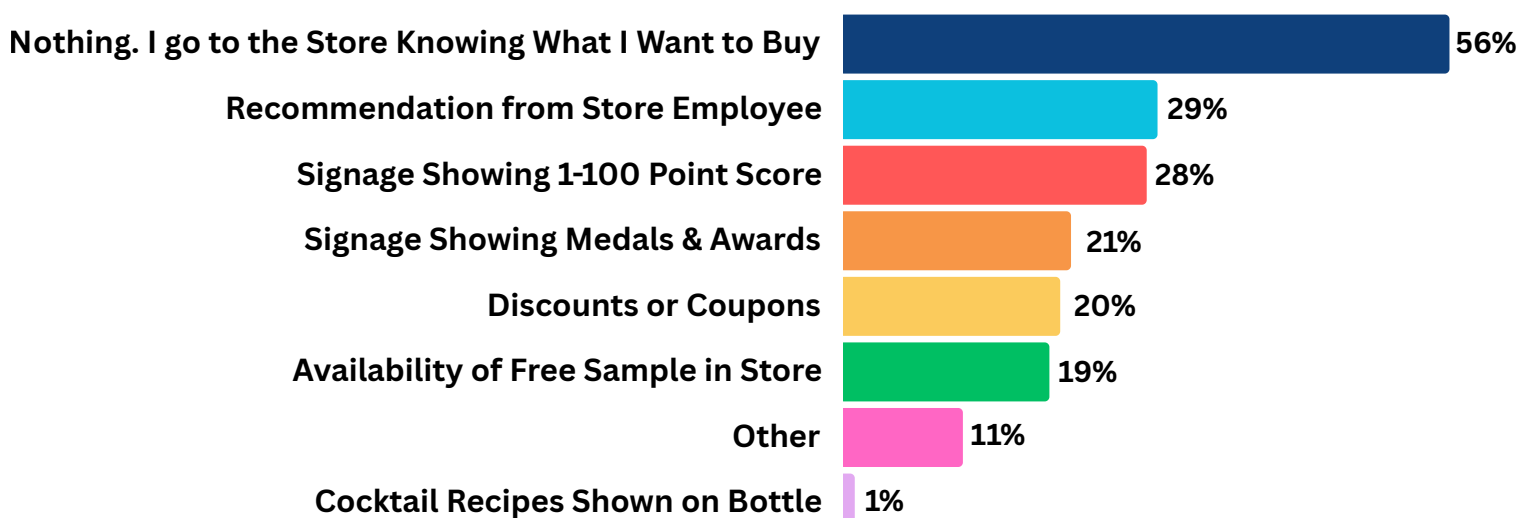 Nothing. I go to the Store Knowing What I Want to Buy 56%
Recommendation from Store Employee 29%
Signage Showing 1-100 Point Score 28%
Signage Showing Medals & Awards 21%
Discounts or Coupons 20%
Availability of Free Sample in Store 19%
Other 11%
Cocktail Recipes Shown on Bottle 1%